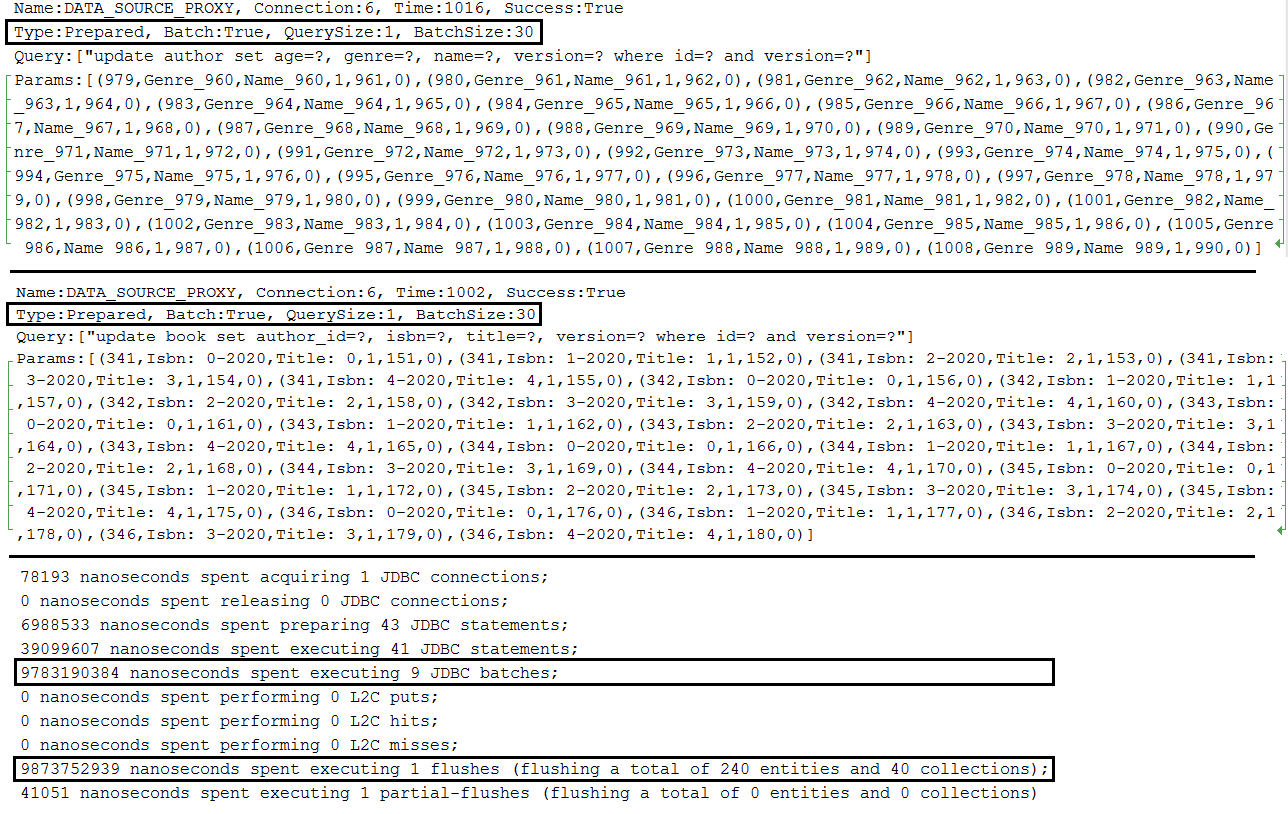 Name:DATA_SOURCE_PROXY, Connection:6, Time:1016, Success:True
Type:Prepared, Batch:True, QuerySize:1, BatchSize:30
Query:["update author set age=?, genre=?, name=?, version=? where id=? and version=?"]
Params:[(979,Genre_960,Name_960,1,961,0),(980,Genre_961,Name_961,1,962,0),(981,Genre_962,Name_962,1,963,0),(982,Genre_963,Name
_963,1,964,0),(983,Genre_964,Name_964,1,965,0),(984,Genre_965,Name_965,1,966,0),(985,Genre_966,Name_966,1,967,0),(986,Genre_96
7,Name_967,1,968,0),(987,Genre_968,Name_968,1,969,0),(988,Genre_969,Name_969,1,970,0),(989,Genre_970,Name_970,1,971,0),(990,Ge
nre_971,Name_971,1,972,0),(991,Genre_972,Name_972,1,973,0),(992,Genre_973,Name_973,1,974,0),(993,Genre_974,Name_974,1,975,0),(
994,Genre_975,Name_975,1,976,0),(995,Genre_976,Name_976,1,977,0),(996,Genre_977,Name_977,1,978,0),(997,Genre_978,Name_978,1,97
9,0),(998,Genre_979,Name_979,1,980,0),(999,Genre_980,Name_980,1,981,0),(1000,Genre_981,Name_981,1,982,0),(1001,Genre_982,Name_
982,1,983,0),(1002,Genre_983,Name_983,1,984,0),(1003,Genre_984,Name_984,1,985,0),(1004,Genre_985,Name_985,1,986,0),(1005,Genre
986,Name 986,1,987,0),(1006,Genre 987,Name 987,1,988,0),(1007,Genre 988,Name 988,1,989,0),(1008,Genre 989,Name 989,1,990,0)]
Name:DATA_SOURCE_PROXY, Connection:6, Time:1002, Success:True
Type:Prepared, Batch:True, QuerySize:1, BatchSize:30
Query:["update book set author_id=?, isbn=?, title=?, version=? where id=? and version=?"]
Params:[(341,Isbn: 0-2020,Title: 0,1,151,0),(341,Isbn: 1-2020,Title: 1,1,152,0),(341,Isbn: 2-2020,Title: 2,1,153,0),(341,Isbn:
3-2020,Title: 3,1,154,0),(341,Isbn: 4-2020,Title: 4,1,155,0),(342,Isbn: 0-2020,Title: 0,1,156,0),(342,Isbn: 1-2020,Title: 1,1
,157,0),(342,Isbn: 2-2020,Title: 2,1,158,0),(342,Isbn: 3-2020,Title: 3,1,159,0),(342,Isbn: 4-2020,Title: 4,1,160,0),(343,Isbn:
0-2020,Title: 0,1,161,0),(343,Isbn: 1-2020,Title: 1,1,162,0),(343,Isbn: 2-2020,Title: 2,1,163,0),(343,Isbn: 3-2020,Title: 3,1
,164,0),(343,Isbn: 4-2020,Title: 4,1,165,0),(344,Isbn: 0-2020,Title: 0,1,166,0),(344,Isbn: 1-2020,Title: 1,1,167,0),(344,Isbn:
2-2020,Title: 2,1,168,0),(344,Isbn: 3-2020,Title: 3,1,169,0),(344,Isbn: 4-2020,Title: 4,1,170,0),(345,Isbn: 0-2020,Title: 0,1
,171,0),(345,Isbn: 1-2020,Title: 1,1,172,0),(345,Isbn: 2-2020,Title: 2,1,173,0),(345,Isbn: 3-2020,Title: 3,1,174,0),(345,Isbn:
4-2020,Title: 4,1,175,0),(346,Isbn: 0-2020,Title: 0,1,176,0),(346,Isbn: 1-2020,Title: 1,1,177,0),(346,Isbn: 2-2020,Title: 2,1
,178,0),(346,Isbn: 3-2020,Title: 3,1,179,0),(346,Isbn: 4-2020,Title: 4,1,180,0)]
78193 nanoseconds spent acquiring 1 JDBC connections;
0 nanoseconds spent releasing 0 JDBC connections;
6988533 nanoseconds spent preparing 43 JDBC statements;
39099607 nanoseconds spent executing 41 JDBC statements;
9783190384 nanoseconds spent executing 9 JDBC batches;
0 nanoseconds spent performing 0 L2C puts;
0 nanoseconds spent performing 0 L2C hits;
0 nanoseconds spent performing 0 L2C misses;
9873752939 nanoseconds spent executing 1 flushes (flushing a total of 240 entities and 40 collections);
41051 nanoseconds spent executing 1 partial-flushes (flushing a total of 0 entities and 0 collections)